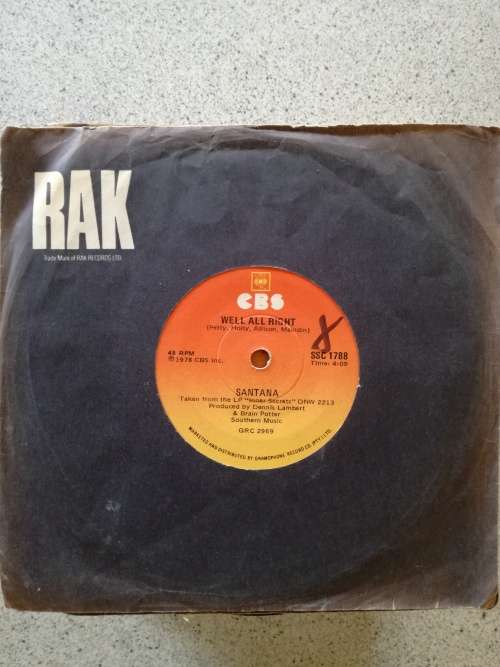 RAK
Trade Mark of RAK RECORDS LTD.
CBS
WELL ALL RIGHT
(Petty, Holly, Allison, Mauldin)
45 RPM
℗ 1978 CBS Inc.
8
SSC 1788
Time: 4:09
SANTANA
Taken from the LP "Inner Secrets" DNW 2213
Produced by Dennis Lambert
& Brain Potter
Southern Music
GRC 2969
MARKETED AND DISTRIBUTED BY GRAMOPHONE RECORD CO. (PTY.) LTD.